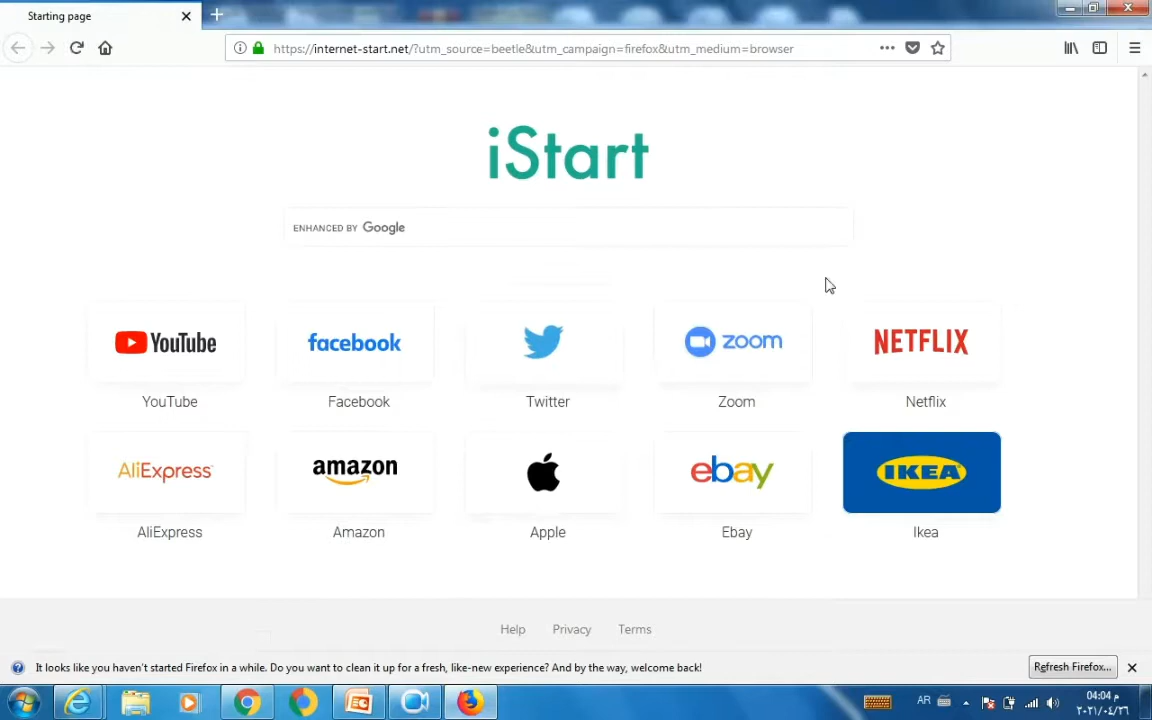 Starting page
https://internet-start.net/?utm_source=beetle&utm_campaign=firefox&utm_medium=browser
iStart
ENHANCED BY Google
YouTube facebook zoom NETFLIX
YouTube Facebook Twitter Zoom Netflix
AliExpress amazon ebay IKEA
AliExpress Amazon Apple Ebay Ikea
Help Privacy Terms
It looks like you haven't started Firefox in a while. Do you want to clean it up for a fresh, like-new experience? And by the way, welcome back!
Refresh Firefox...
AR
04:04 م
٢٠٢١/٠٤/٢٦